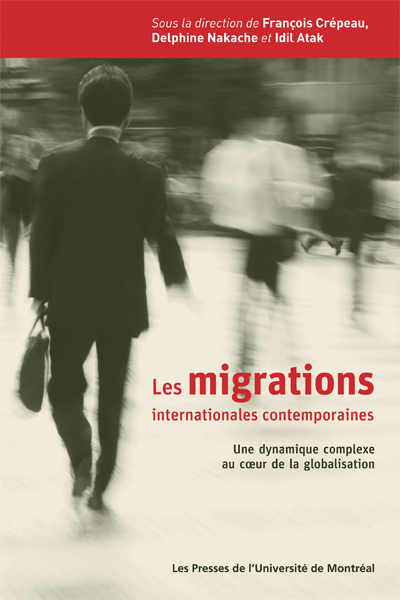 Sous la direction de François Crépeau,
Delphine Nakache et Idil Atak
Les migrations
internationales contemporaines
Une dynamique complexe
au cœur de la globalisation
Les Presses de l'Université de Montréal